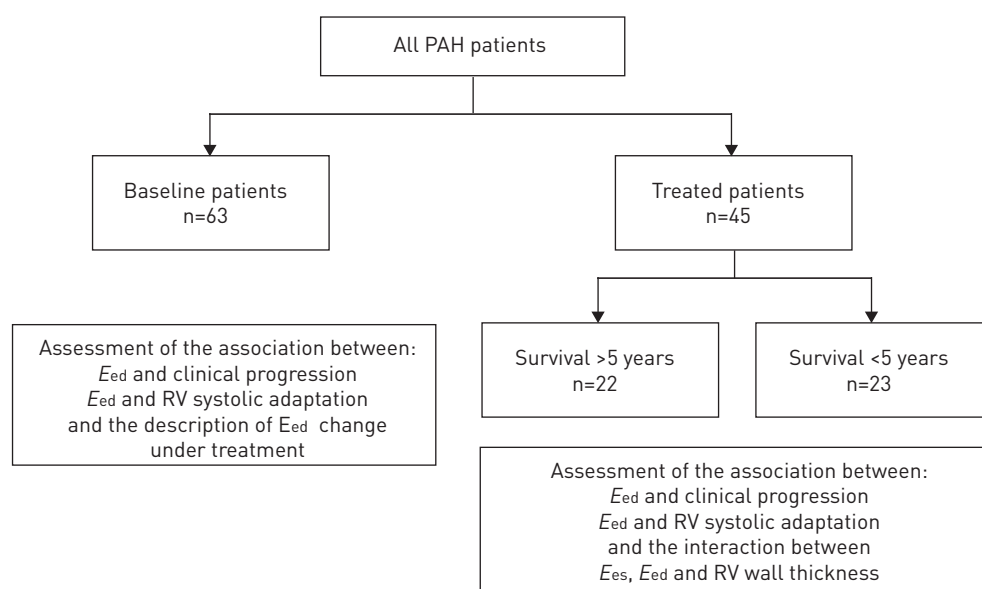 All PAH patients
Baseline patients
n=63
Treated patients
n=45
Assessment of the association between:
Eed and clinical progression
Eed and RV systolic adaptation
and the description of Eed change
under treatment
Survival >5 years
n=22
Survival <5 years
n=23
Assessment of the association between:
Eed and clinical progression
Eed and RV systolic adaptation
and the interaction between
Ees, Eed and RV wall thickness